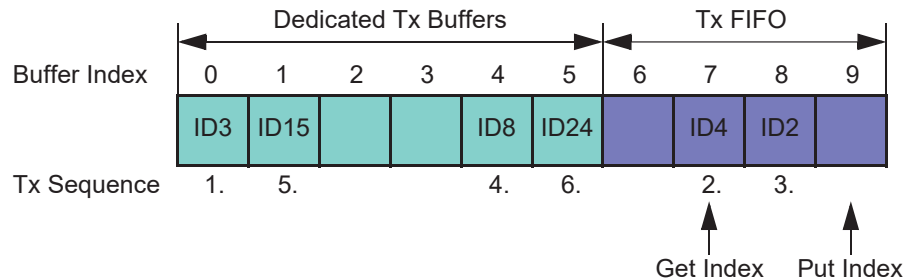 Dedicated Tx Buffers Tx FIFO
Buffer Index 0 1 2 3 4 5 6 7 8 9
ID3 ID15 ID8 ID24 ID4 ID2
Tx Sequence 1. 5. 4. 6. 2. 3.
Get Index Put Index